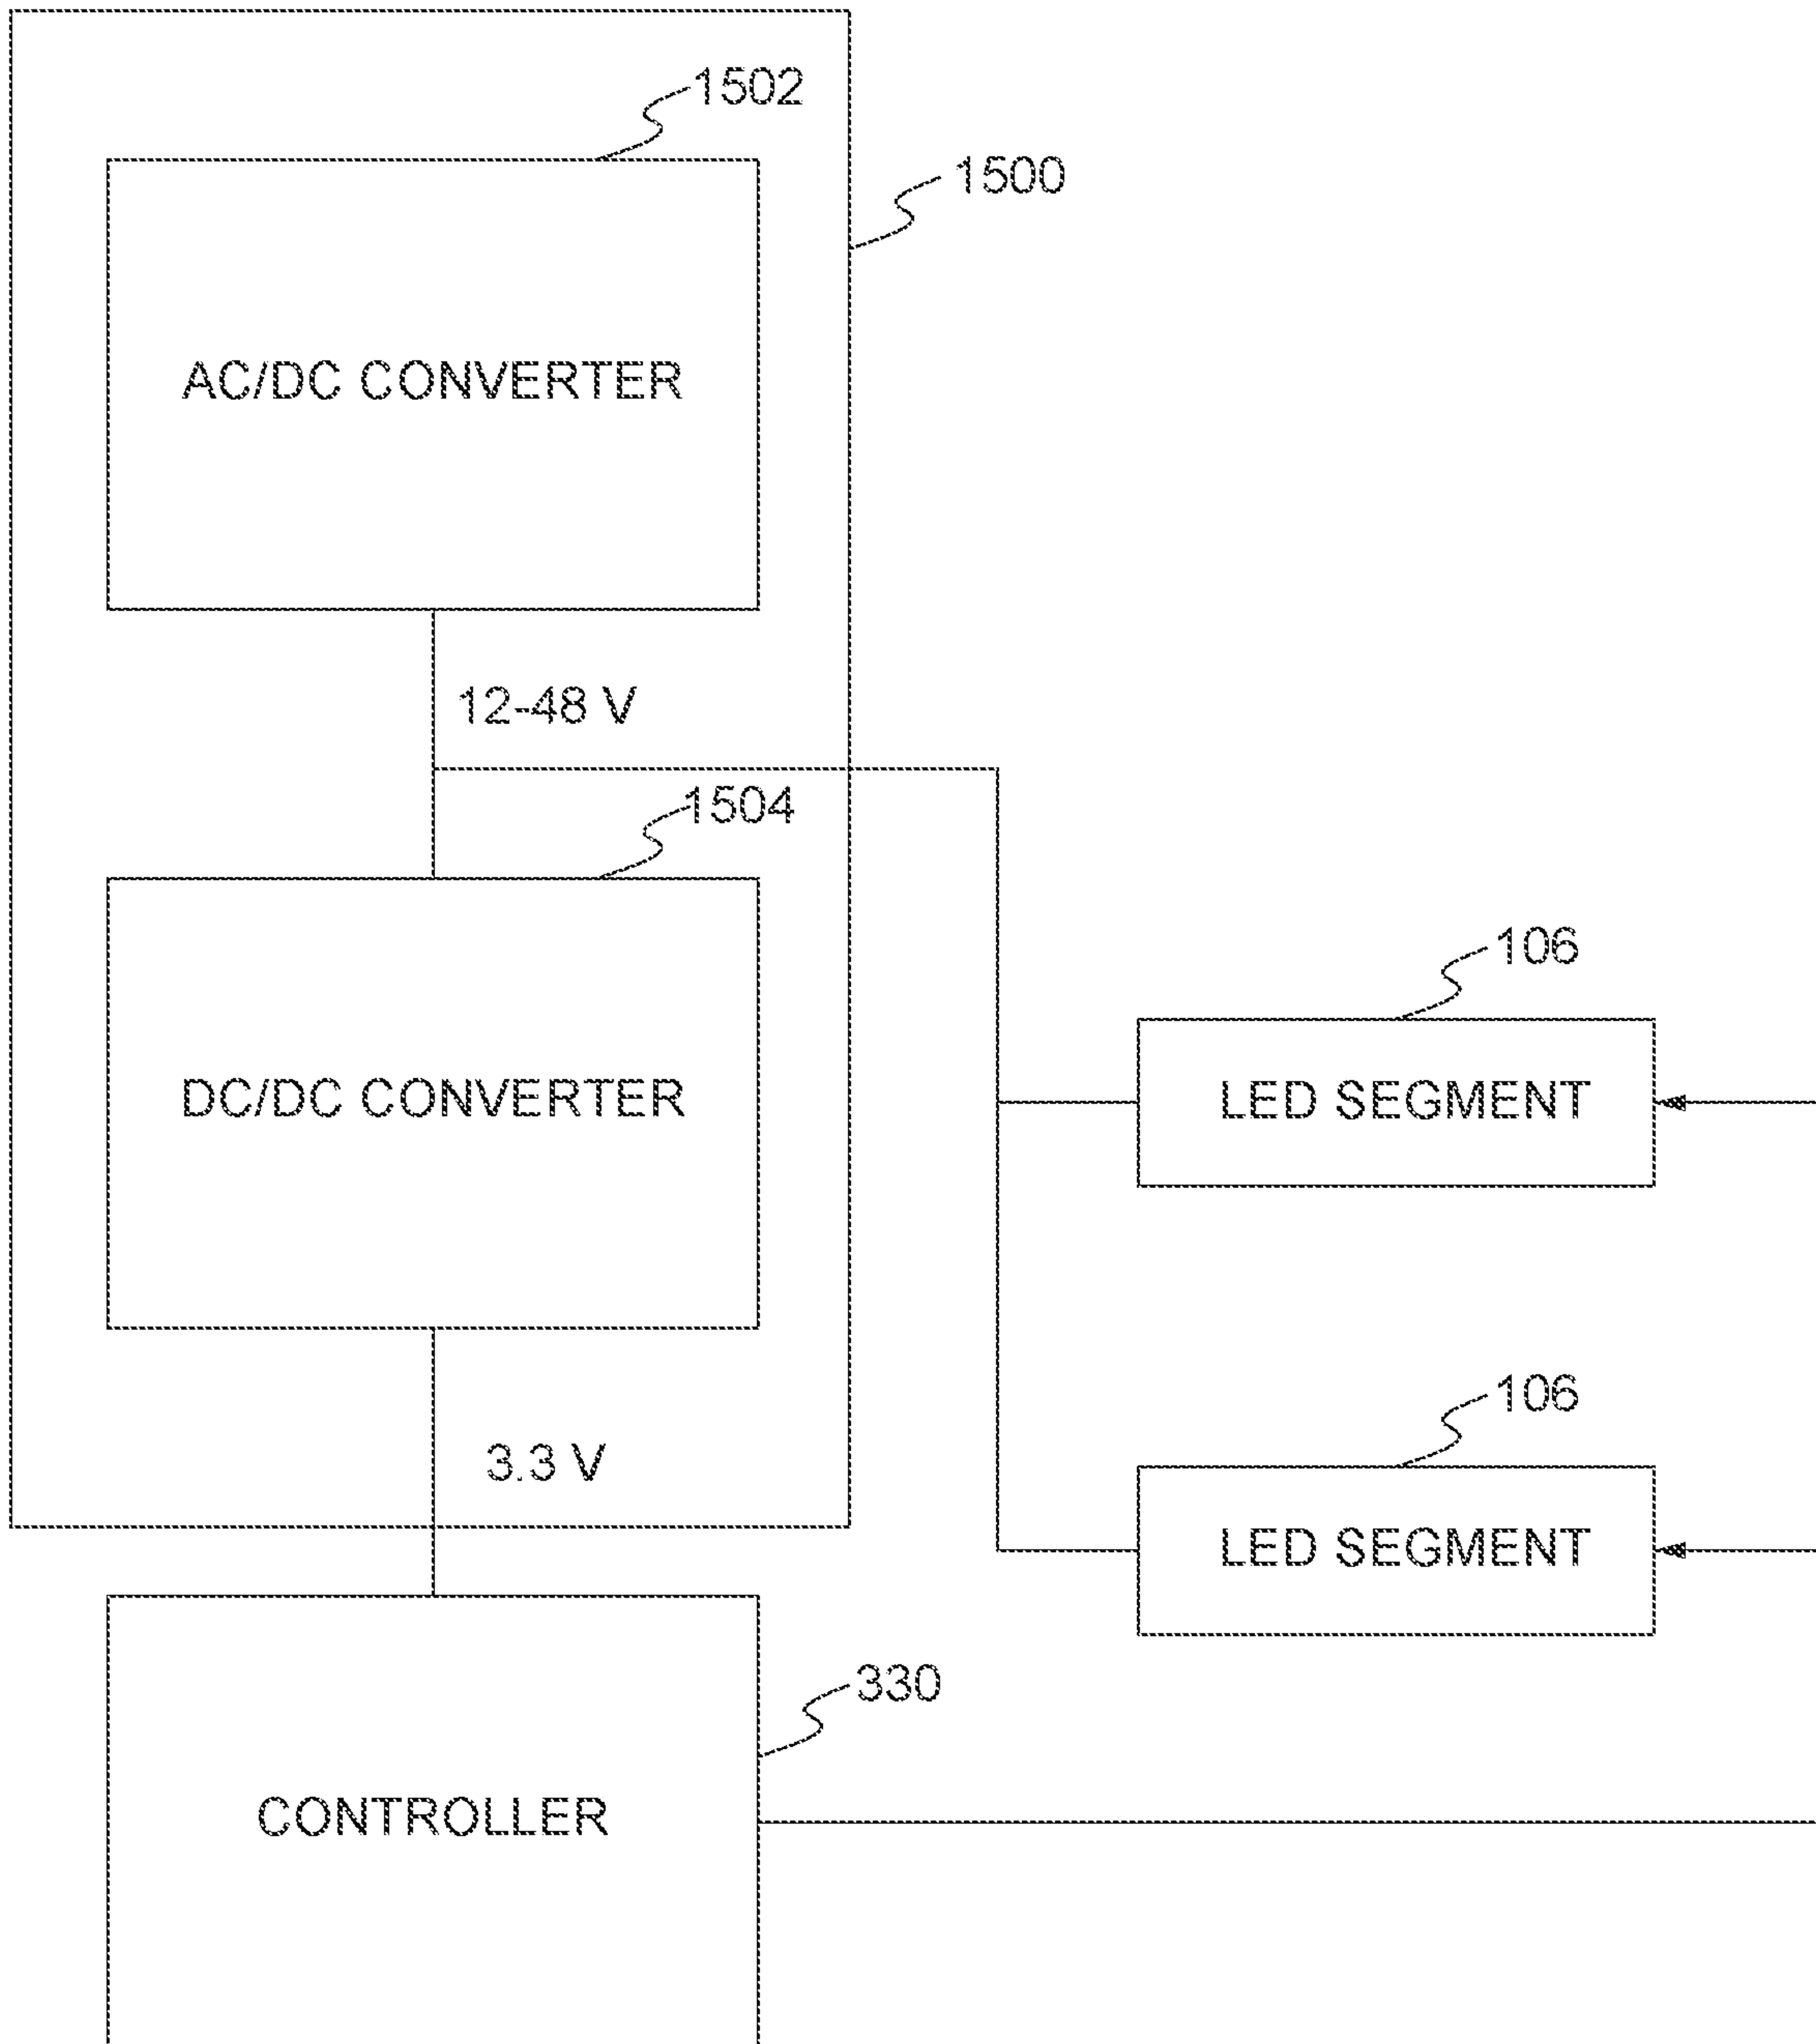 1502
1500
AC/DC CONVERTER
12-48 V
1504
106
DC/DC CONVERTER
LED SEGMENT
106
3.3 V
LED SEGMENT
330
CONTROLLER